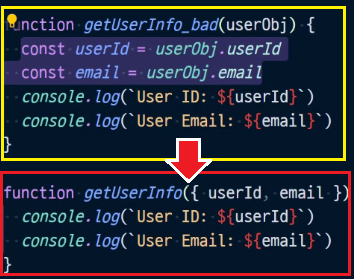 function getUserInfo_bad(userObj) {
const userId = userObj.userId
const email = userObj.email
console.log(`User ID: ${userId}`)
console.log(`User Email: ${email}`)
}
function getUserInfo({ userId, email })
console.log(`User ID: ${userId}`)
console.log(`User Email: ${email}`)
}